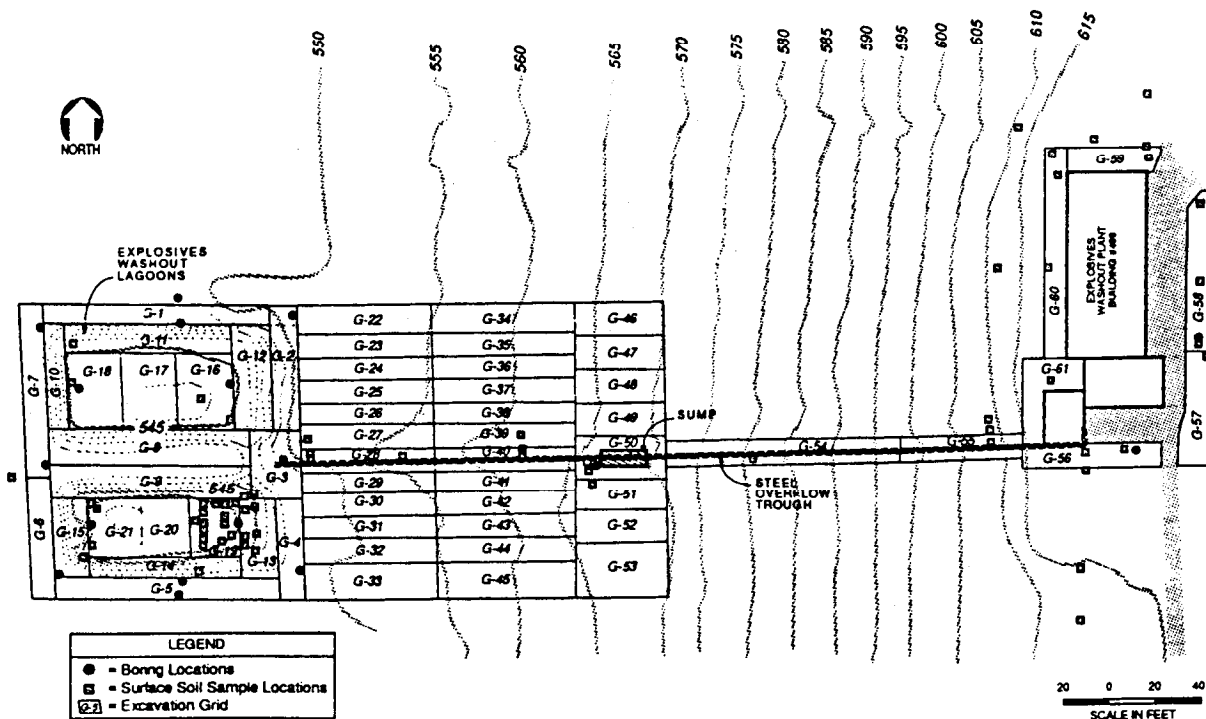 550
555
560
565
570
575
580
585
590
595
600
605
610
615
NORTH
EXPLOSIVES
WASHOUT
LAGOONS
G-59
G-60
EXPLOSIVES
WASHOUT PLANT
BUILDING #489
G-58
G-57
G-61
G-56
G-1
G-11
G-12
G-2
G-7
G-10
G-18
G-17
G-16
545
G-8
G-9
G-3
545
G-6
G-15
G-21
G-20
G-19
G-13
G-4
G-14
G-5
G-22
G-34
G-46
G-23
G-35
G-24
G-36
G-47
G-25
G-37
G-48
G-26
G-38
G-49
SUMP
G-27
G-39
G-50
G-28
G-40
G-54
G-55
G-29
G-41
STEEL
OVERFLOW
TROUGH
G-30
G-42
G-51
G-31
G-43
G-52
G-32
G-44
G-53
G-33
G-45
LEGEND
= Boring Locations
= Surface Soil Sample Locations
= Excavation Grid
20 0 20 40
SCALE IN FEET